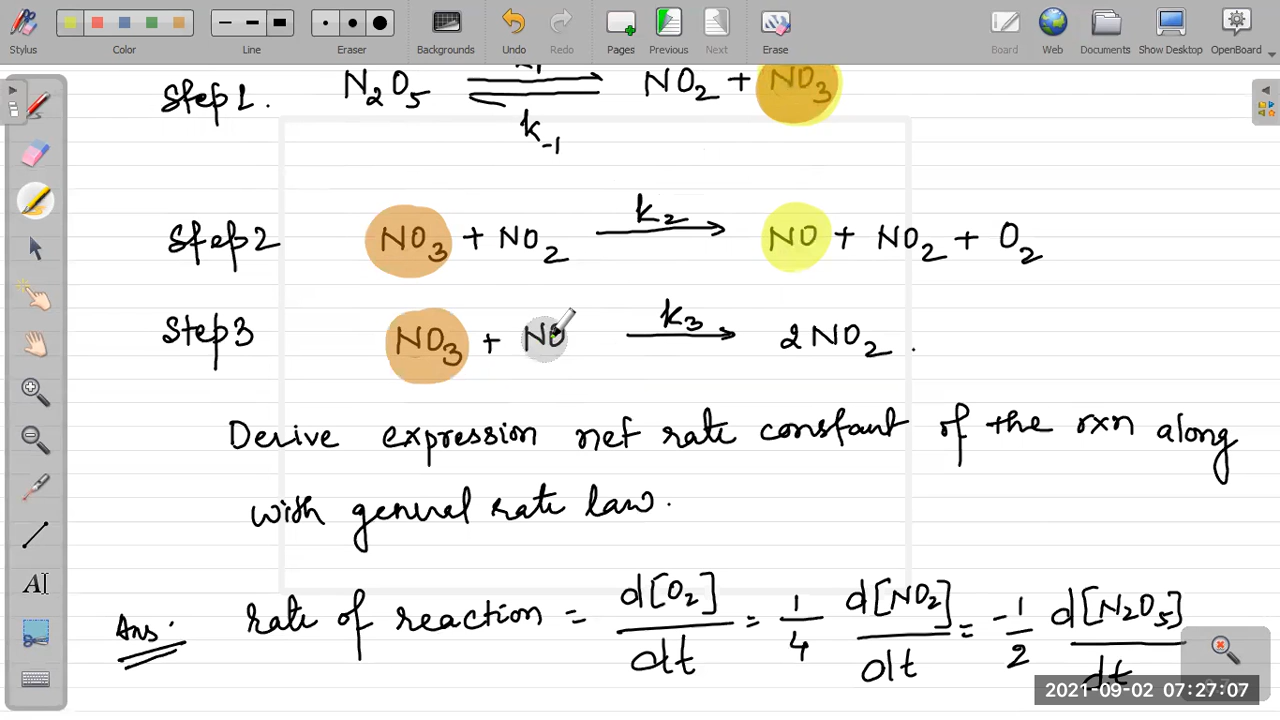 Stylus Color Line Eraser Backgrounds Undo Redo Pages Previous Next Erase Board Web Documents Show Desktop OpenBoard
Step 1. N2O5 ⇌ NO2 + NO3
k-1
Step 2 NO3 + NO2 k2→ NO + NO2 + O2
Step 3 NO3 + NO k3→ 2NO2.
Derive expression net rate constant of the rxn along
with general rate law.
Ans. rate of reaction = d[O2]/dt = 1/4 d[NO2]/dt = -1/2 d[N2O5]/dt
2021-09-02 07:27:07